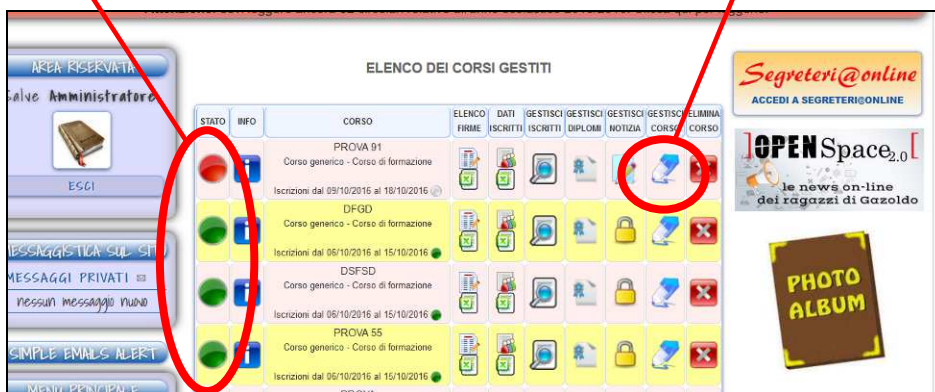 AREA RISERVATA
Salve Amministratore
ESCI
MESSAGGISTICA SUL SITO
MESSAGGI PRIVATI
nessun messaggio nuovo
SIMPLE EMAILS ALERT
MENU PRINCIPALE
ELENCO DEI CORSI GESTITI
STATO INFO CORSO ELENCO FIRME DATI ISCRITTI GESTISCI ISCRITTI GESTISCI DIPLOMI GESTISCI NOTIZIA GESTISCI CORSO ELIMINA CORSO
PROVA 91
Corso generico - Corso di formazione
Iscrizioni dal 09/10/2016 al 18/10/2016
DFGD
Corso generico - Corso di formazione
Iscrizioni dal 06/10/2016 al 15/10/2016
DSFSD
Corso generico - Corso di formazione
Iscrizioni dal 06/10/2016 al 15/10/2016
PROVA 55
Corso generico - Corso di formazione
Iscrizioni dal 06/10/2016 al 15/10/2016
PROVA
Segreteri@online
ACCEDI A SEGRETERI@ONLINE
]OPEN Space2.0[
le news on-line
dei ragazzi di Gazoldo
PHOTO
ALBUM